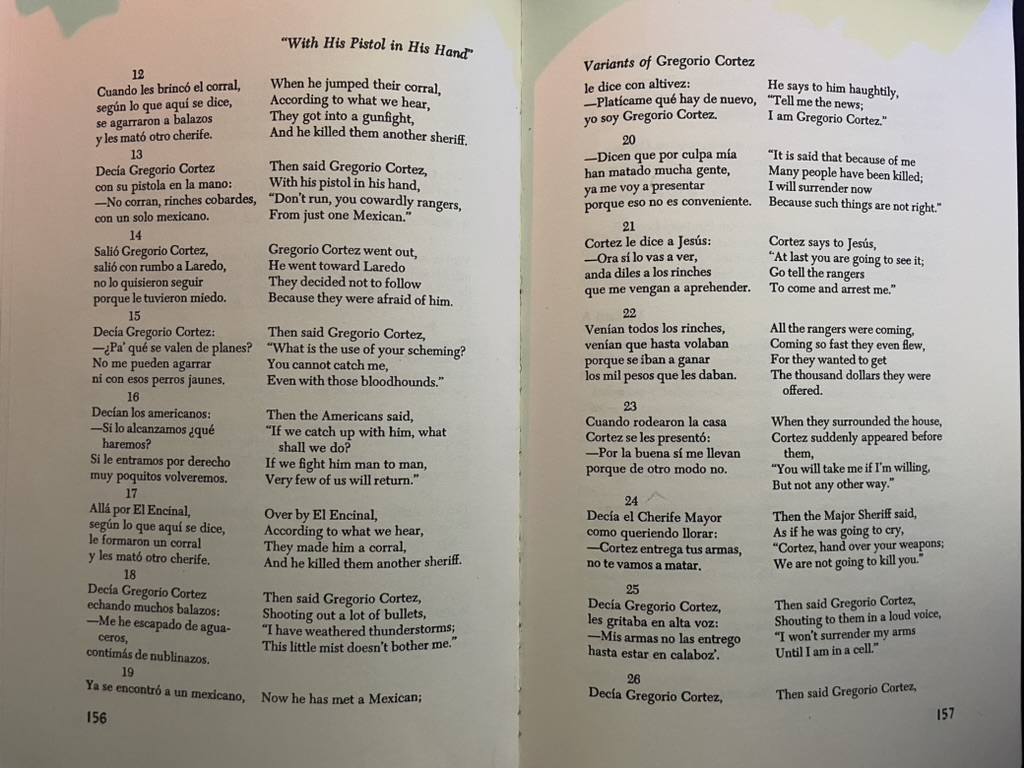 "With His Pistol in His Hand"
12
Cuando les brincó el corral,
según lo que aquí se dice,
se agarraron a balazos
y les mató otro cherife.
When he jumped their corral,
According to what we hear,
They got into a gunfight,
And he killed them another sheriff.
13
Decía Gregorio Cortez
con su pistola en la mano:
—No corran, rinches cobardes,
con un solo mexicano.
Then said Gregorio Cortez,
With his pistol in his hand,
"Don't run, you cowardly rangers,
From just one Mexican."
14
Salió Gregorio Cortez,
salió con rumbo a Laredo,
no lo quisieron seguir
porque le tuvieron miedo.
Gregorio Cortez went out,
He went toward Laredo
They decided not to follow
Because they were afraid of him.
15
Decía Gregorio Cortez:
—¿Pa' qué se valen de planes?
No me pueden agarrar
ni con esos perros jaunes.
Then said Gregorio Cortez,
"What is the use of your scheming?
You cannot catch me,
Even with those bloodhounds."
16
Decían los americanos:
—Si lo alcanzamos ¿qué
haremos?
Si le entramos por derecho
muy poquitos volveremos.
Then the Americans said,
"If we catch up with him, what
shall we do?
If we fight him man to man,
Very few of us will return."
17
Allá por El Encinal,
según lo que aquí se dice,
le formaron un corral
y les mató otro cherife.
Over by El Encinal,
According to what we hear,
They made him a corral,
And he killed them another sheriff.
18
Decía Gregorio Cortez
echando muchos balazos:
—Me he escapado de agua-
ceros,
contimás de nublinazos.
Then said Gregorio Cortez,
Shooting out a lot of bullets,
"I have weathered thunderstorms;
This little mist doesn't bother me."
19
Ya se encontró a un mexicano,
Now he has met a Mexican;
156
Variants of Gregorio Cortez
le dice con altivez:
—Platícame qué hay de nuevo,
yo soy Gregorio Cortez.
He says to him haughtily,
"Tell me the news;
I am Gregorio Cortez."
20
—Dicen que por culpa mía
han matado mucha gente,
ya me voy a presentar
porque eso no es conveniente.
"It is said that because of me
Many people have been killed;
I will surrender now
Because such things are not right."
21
Cortez le dice a Jesús:
—Ora sí lo vas a ver,
anda diles a los rinches
que me vengan a aprehender.
Cortez says to Jesús,
"At last you are going to see it;
Go tell the rangers
To come and arrest me."
22
Venían todos los rinches,
venían que hasta volaban
porque se iban a ganar
los mil pesos que les daban.
All the rangers were coming,
Coming so fast they even flew,
For they wanted to get
The thousand dollars they were
offered.
23
Cuando rodearon la casa
Cortez se les presentó:
—Por la buena sí me llevan
porque de otro modo no.
When they surrounded the house,
Cortez suddenly appeared before
them,
"You will take me if I'm willing,
But not any other way."
24
Decía el Cherife Mayor
como queriendo llorar:
—Cortez entrega tus armas,
no te vamos a matar.
Then the Major Sheriff said,
As if he was going to cry,
"Cortez, hand over your weapons;
We are not going to kill you."
25
Decía Gregorio Cortez,
les gritaba en alta voz:
—Mis armas no las entrego
hasta estar en calaboz'.
Then said Gregorio Cortez,
Shouting to them in a loud voice,
"I won't surrender my arms
Until I am in a cell."
26
Decía Gregorio Cortez,
Then said Gregorio Cortez,
157